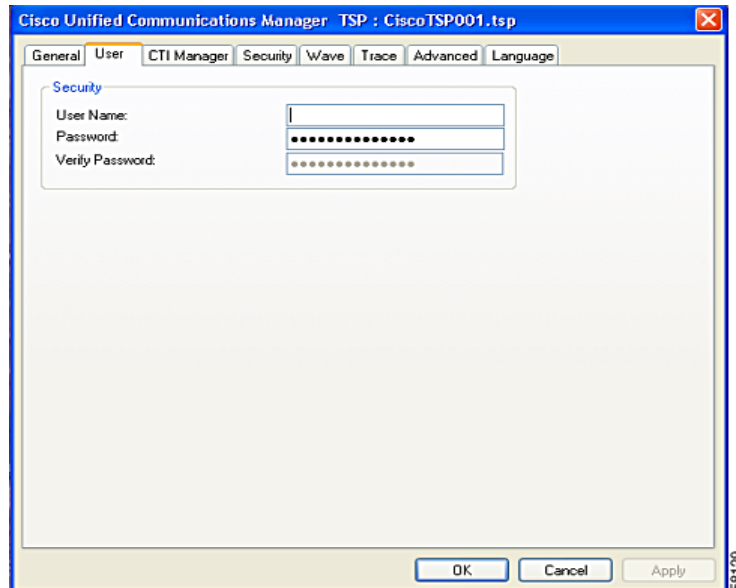 Cisco Unified Communications Manager TSP : CiscoTSP001.tsp
General User CTI Manager Security Wave Trace Advanced Language
Security
User Name:
Password: ••••••••••••••
Verify Password: ••••••••••••••
OK Cancel Apply